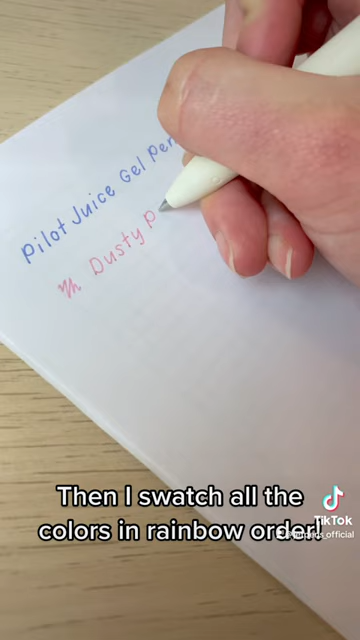 Pilot Juice Gel Pen
Dusty P
Then I swatch all the
colors in rainbow order!
TikTok